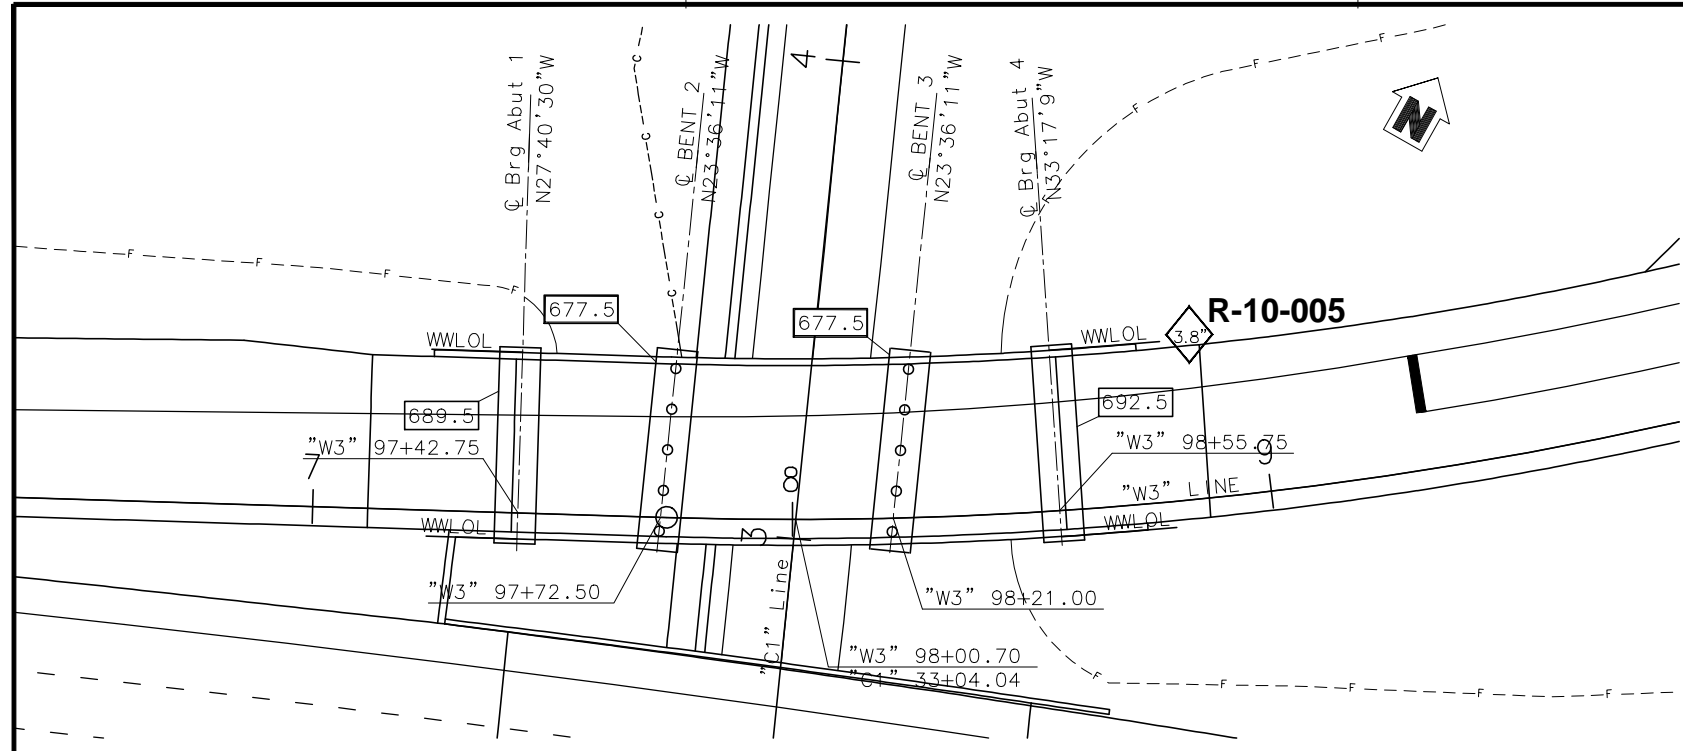 ℄ Brg Abut 1
N27°40'30"W
℄ BENT 2
N23°36'11"W
4
℄ BENT 3
N23°36'11"W
℄ Brg Abut 4
N33°17'9"W
N
C
C
C
C
F
F
F
F
F
F
F
F
677.5
677.5
R-10-005
3.8"
WWLOL
WWLOL
689.5
692.5
"W3" 97+42.75
"W3" 98+55.75
7
8
9
"W3" LINE
WWLOL
WWLOL
3
"C1" Line
"W3" 97+72.50
"W3" 98+21.00
"W3" 98+00.70
"C1" 33+04.04
F
F
F
F
F